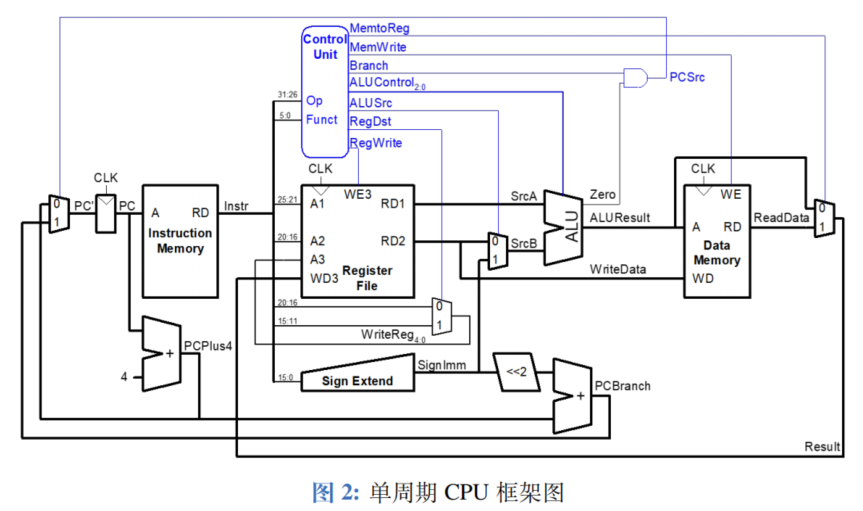 MemtoReg
Control
Unit
MemWrite
Branch
ALUControl2:0
PCSrc
31:26
Op
ALUSrc
5:0
Funct
RegDst
RegWrite
CLK
CLK
CLK
WE3
WE
Zero
0
1
PC'
PC
A
RD
Instr
25:21
A1
RD1
SrcA
ALU
ALUResult
A
RD
ReadData
0
1
Instruction
Memory
20:16
A2
RD2
0
1
SrcB
Data
Memory
A3
WD3
Register
File
WriteData
WD
20:16
0
15:11
1
WriteReg4:0
PCPlus4
+
4
15:0
Sign Extend
SignImm
<<2
+
PCBranch
Result
图 2: 单周期 CPU 框架图